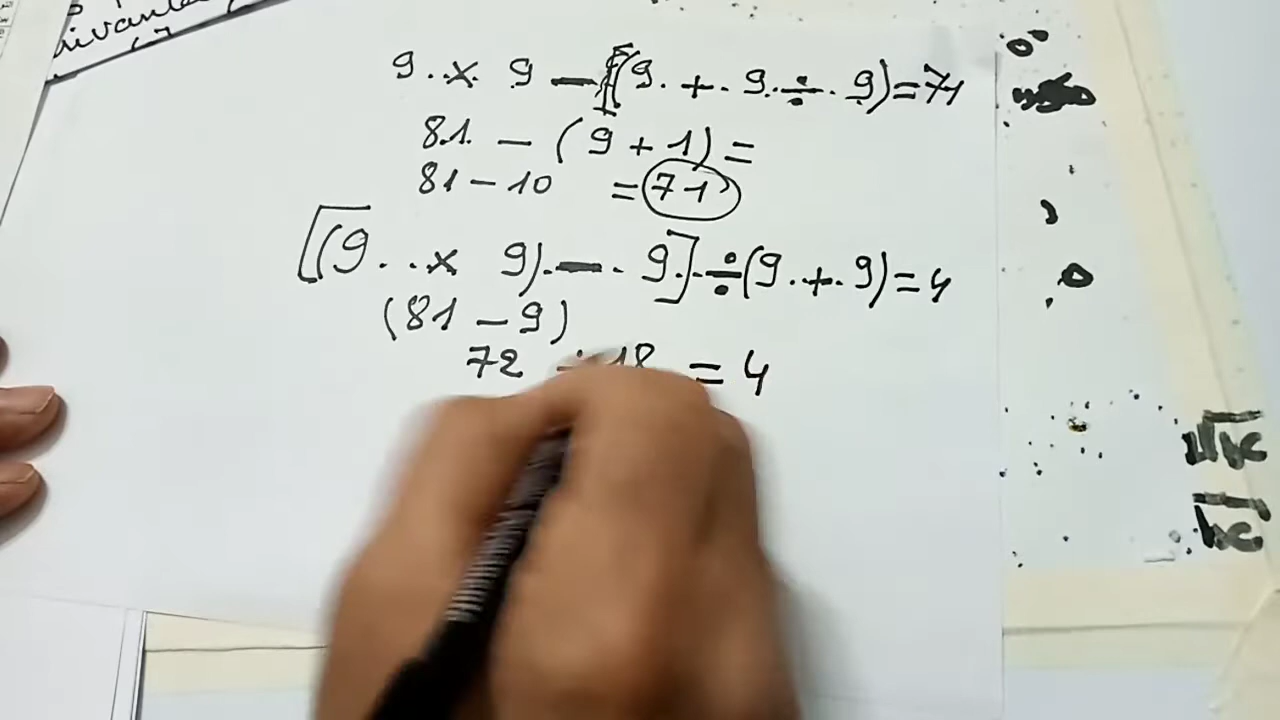 9 . x . 9 — (9 . + . 9 . ÷ . 9) = 71
81 - (9 + 1) =
81 - 10 = 71
[(9 . . x 9) . — . 9] ÷ (9 . + . 9) = 4
(81 - 9)
72 ÷ 18 = 4